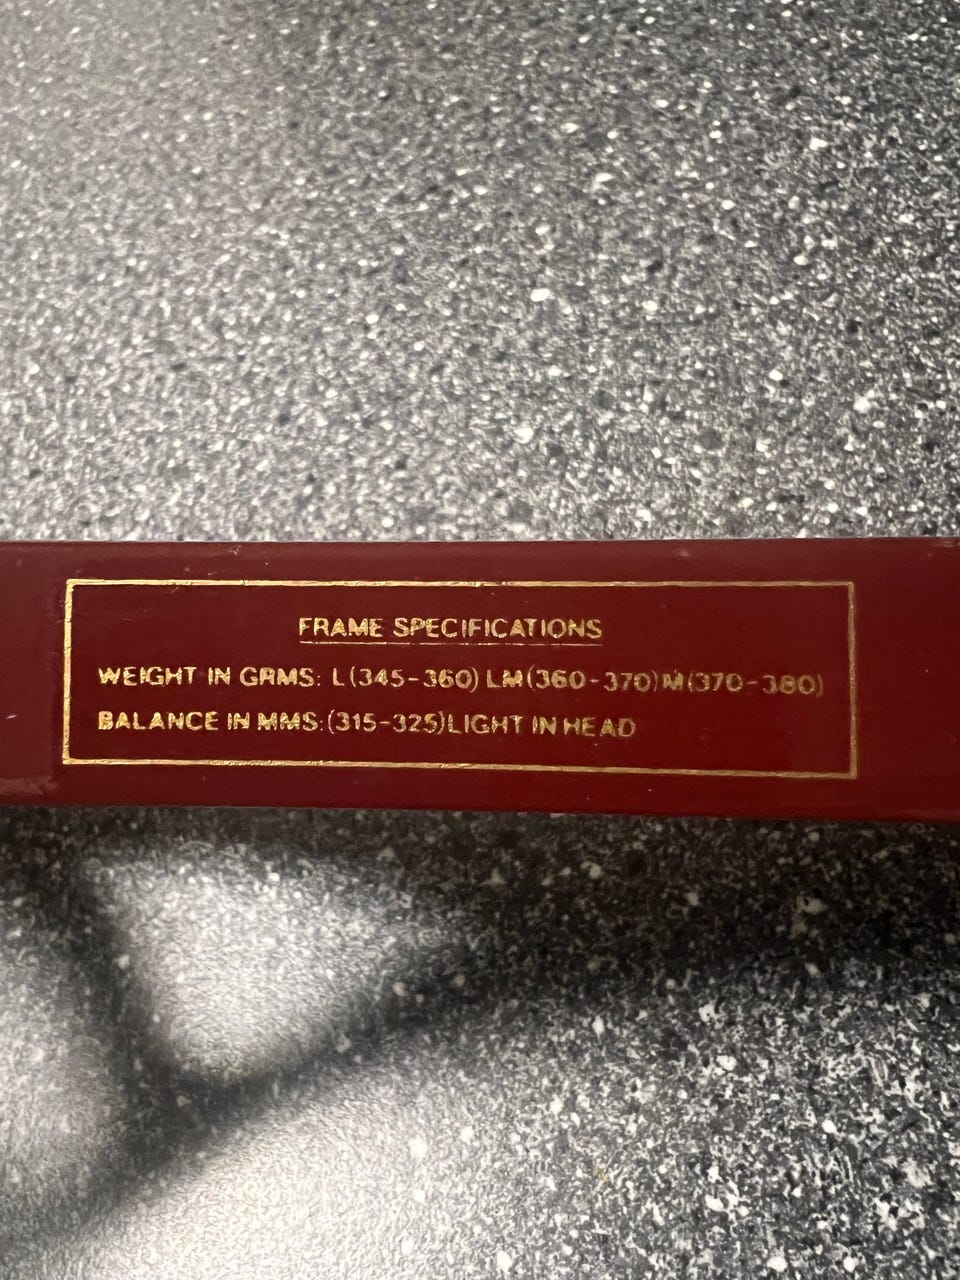 FRAME SPECIFICATIONS
WEIGHT IN GRMS: L(345-360) LM(360-370)M(370-380)
BALANCE IN MMS:(315-325)LIGHT IN HEAD